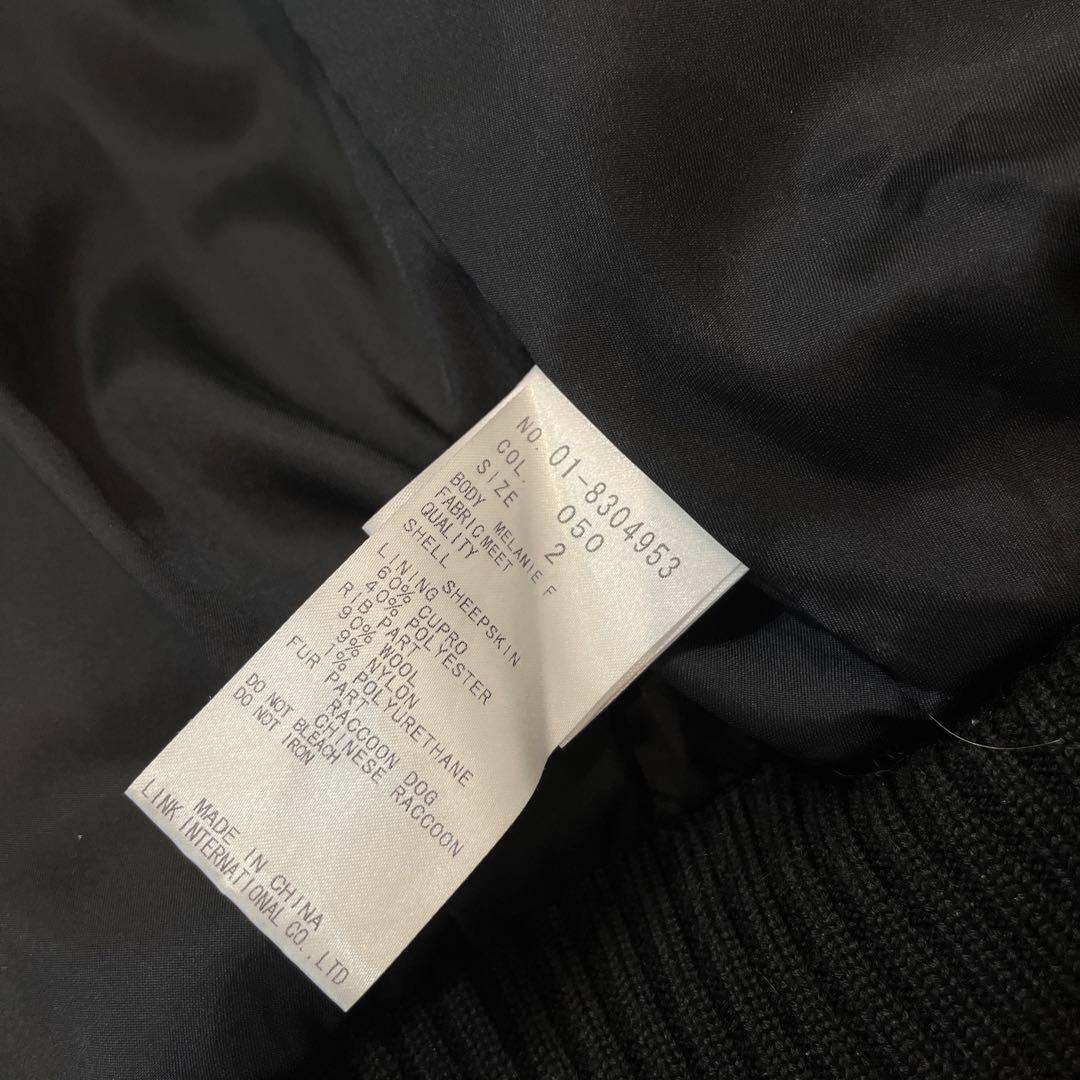 NO. 01-8304953
COL. 050
SIZE 2
BODY MELANIE F
FABRIC MEET
QUALITY
SHELL
SHEEPSKIN
LINING
60% CUPRO
40% POLYESTER
RIB PART
90% WOOL
9% NYLON
1% POLYURETHANE
FUR PART
RACCOON DOG
CHINESE RACCOON
DO NOT BLEACH
DO NOT IRON
MADE IN CHINA
LINK INTERNATIONAL CO., LTD